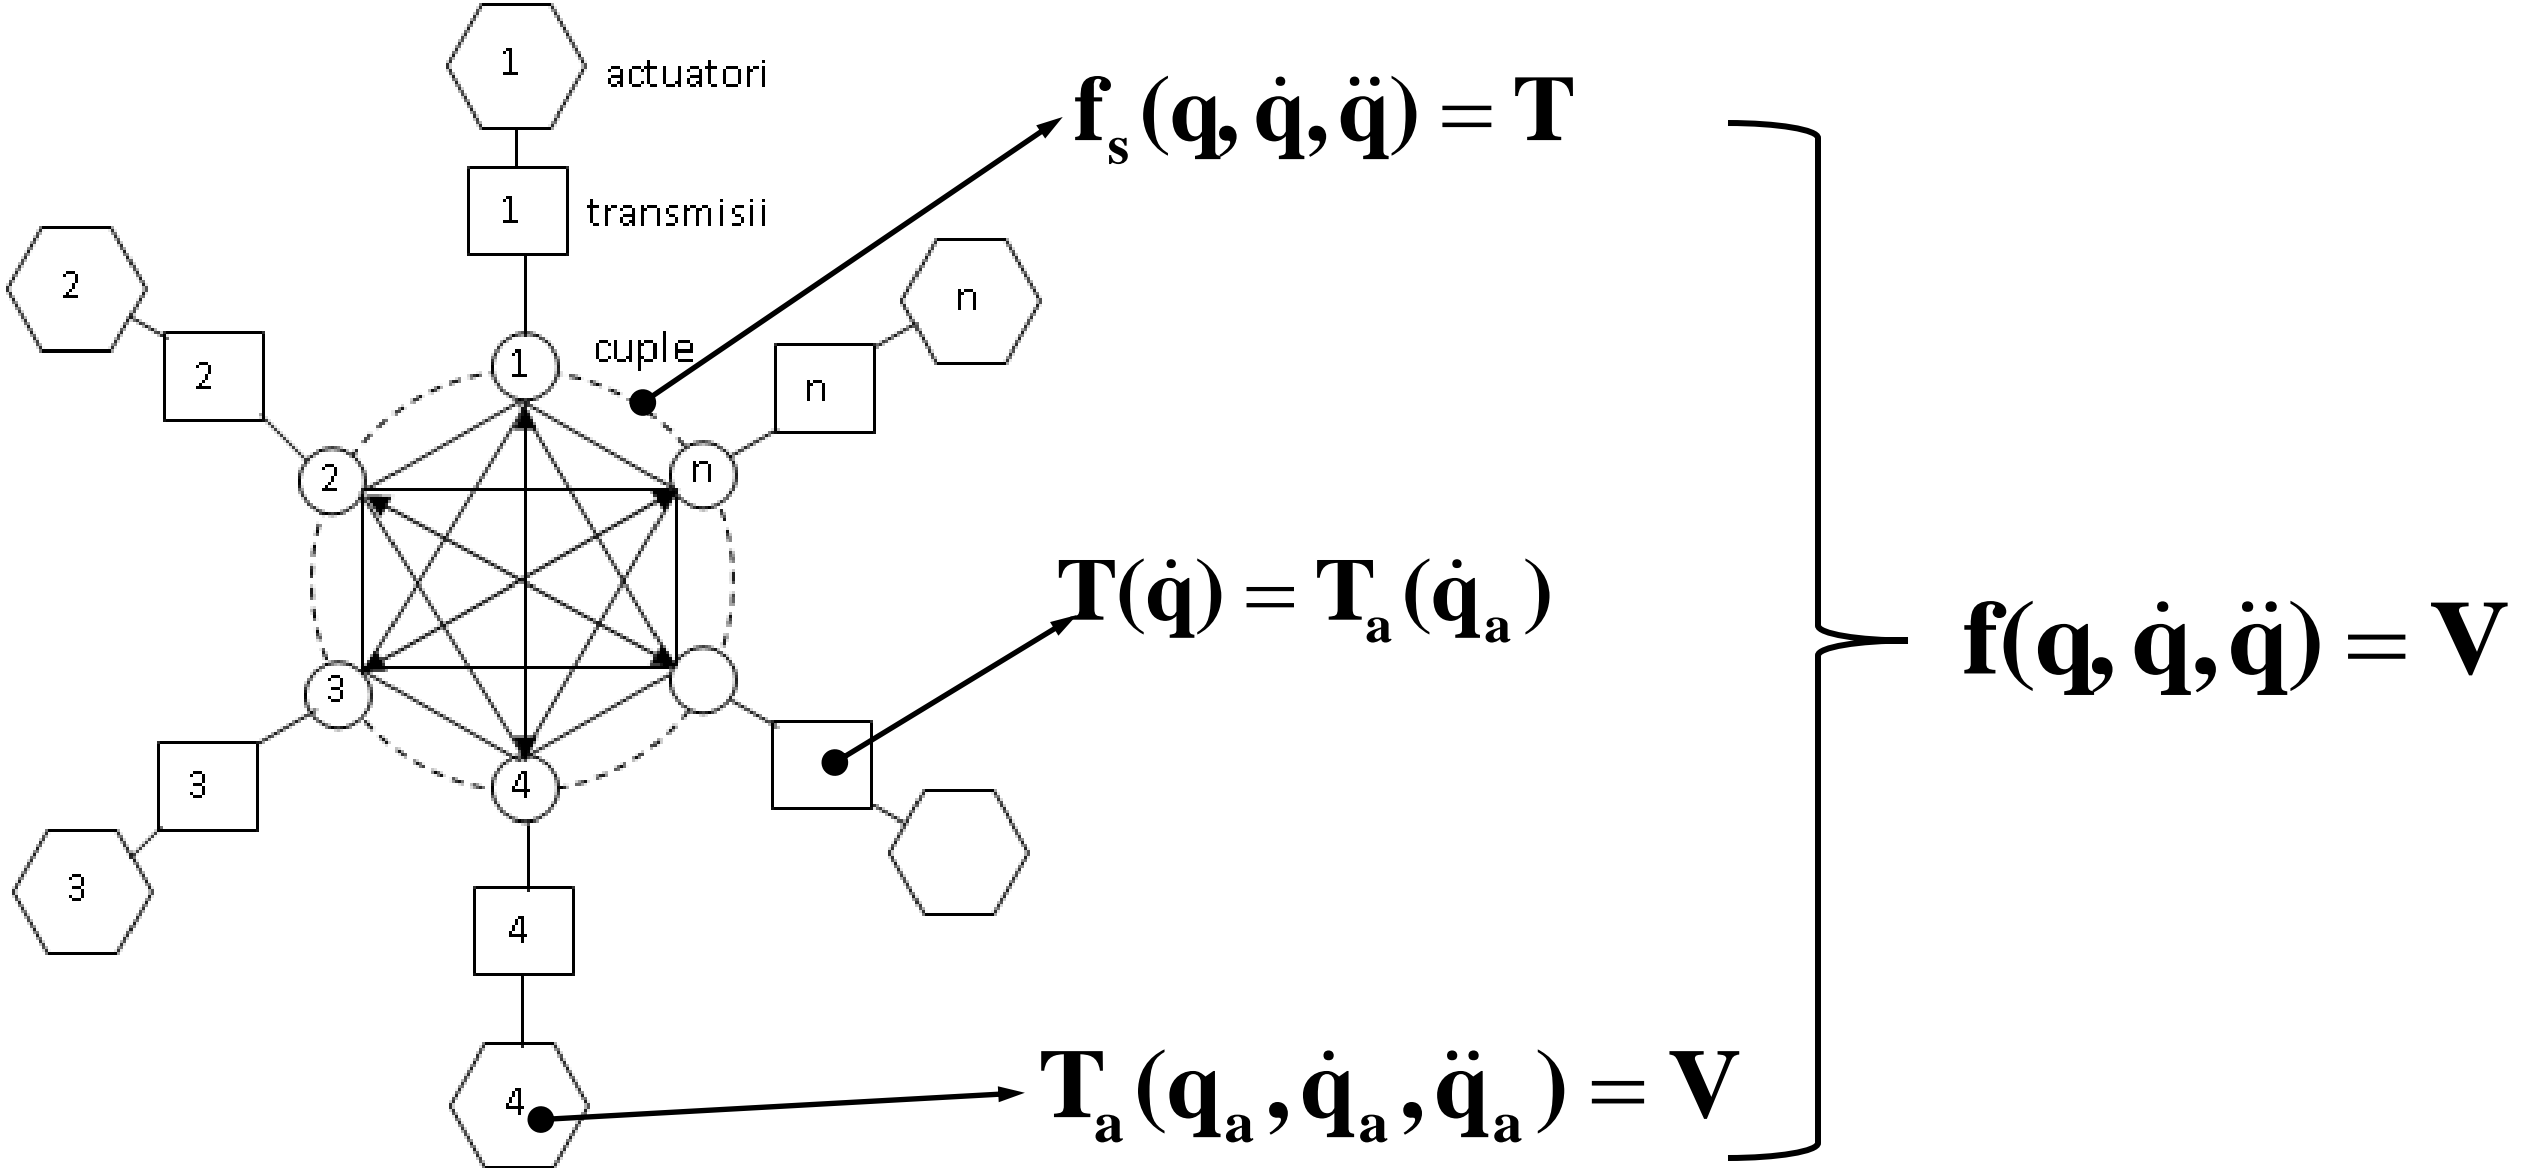 1
actuatori
1
transmisii
2
n
2
cuple
1
n
2
n
3
4
3
3
4
4
f_s(q, q̇, q̈) = T
T(q̇) = T_a(q̇_a)
T_a(q_a, q̇_a, q̈_a) = V
f(q, q̇, q̈) = V